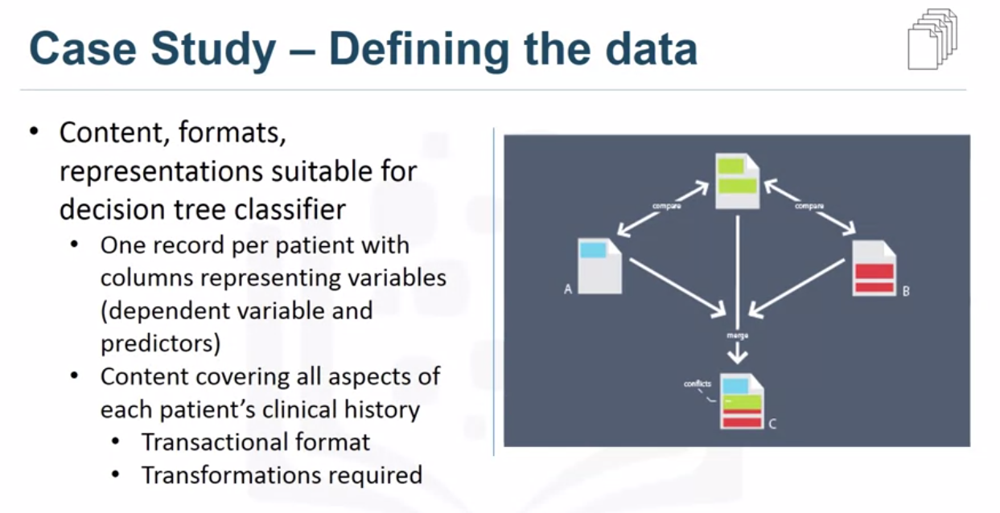 Case Study – Defining the data
• Content, formats,
representations suitable for
decision tree classifier
• One record per patient with
columns representing variables
(dependent variable and
predictors)
• Content covering all aspects of
each patient’s clinical history
• Transactional format
• Transformations required
compare
compare
A
B
merge
conflicts
C